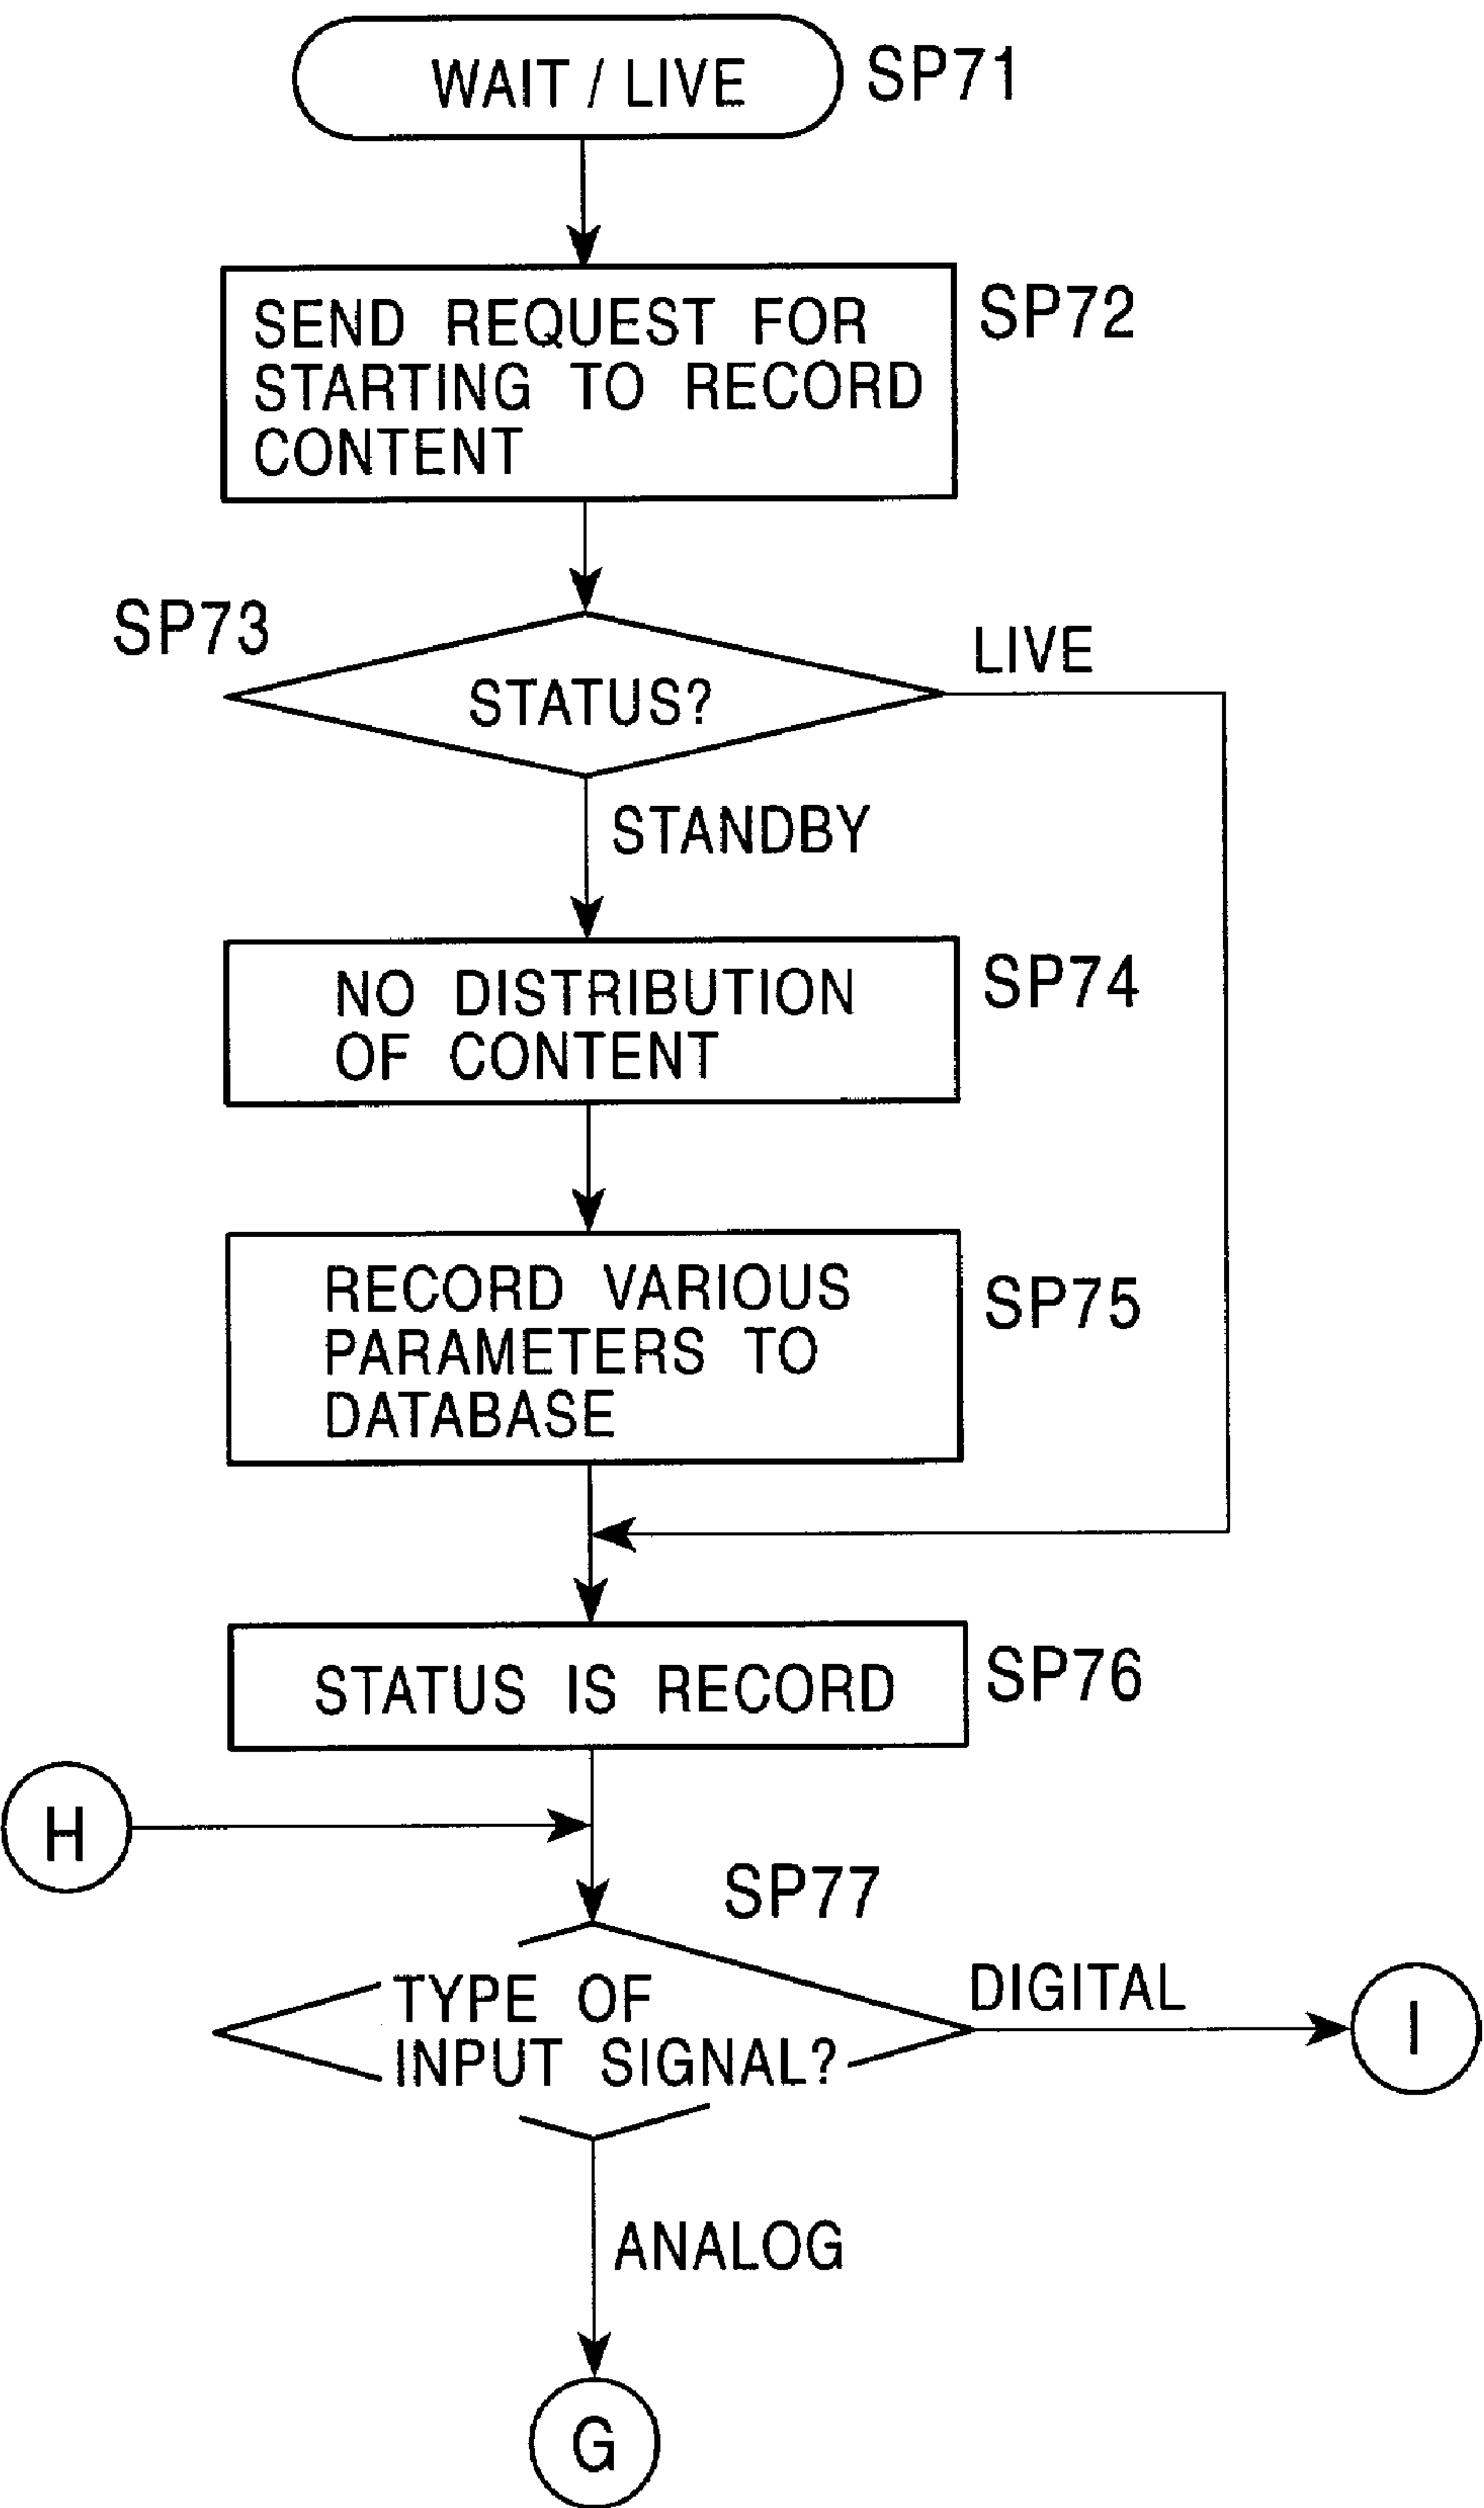 WAIT / LIVE
SP71
SEND REQUEST FOR
STARTING TO RECORD
CONTENT
SP72
SP73
STATUS?
LIVE
STANDBY
NO DISTRIBUTION
OF CONTENT
SP74
RECORD VARIOUS
PARAMETERS TO
DATABASE
SP75
STATUS IS RECORD
SP76
H
SP77
TYPE OF
INPUT SIGNAL?
DIGITAL
I
ANALOG
G